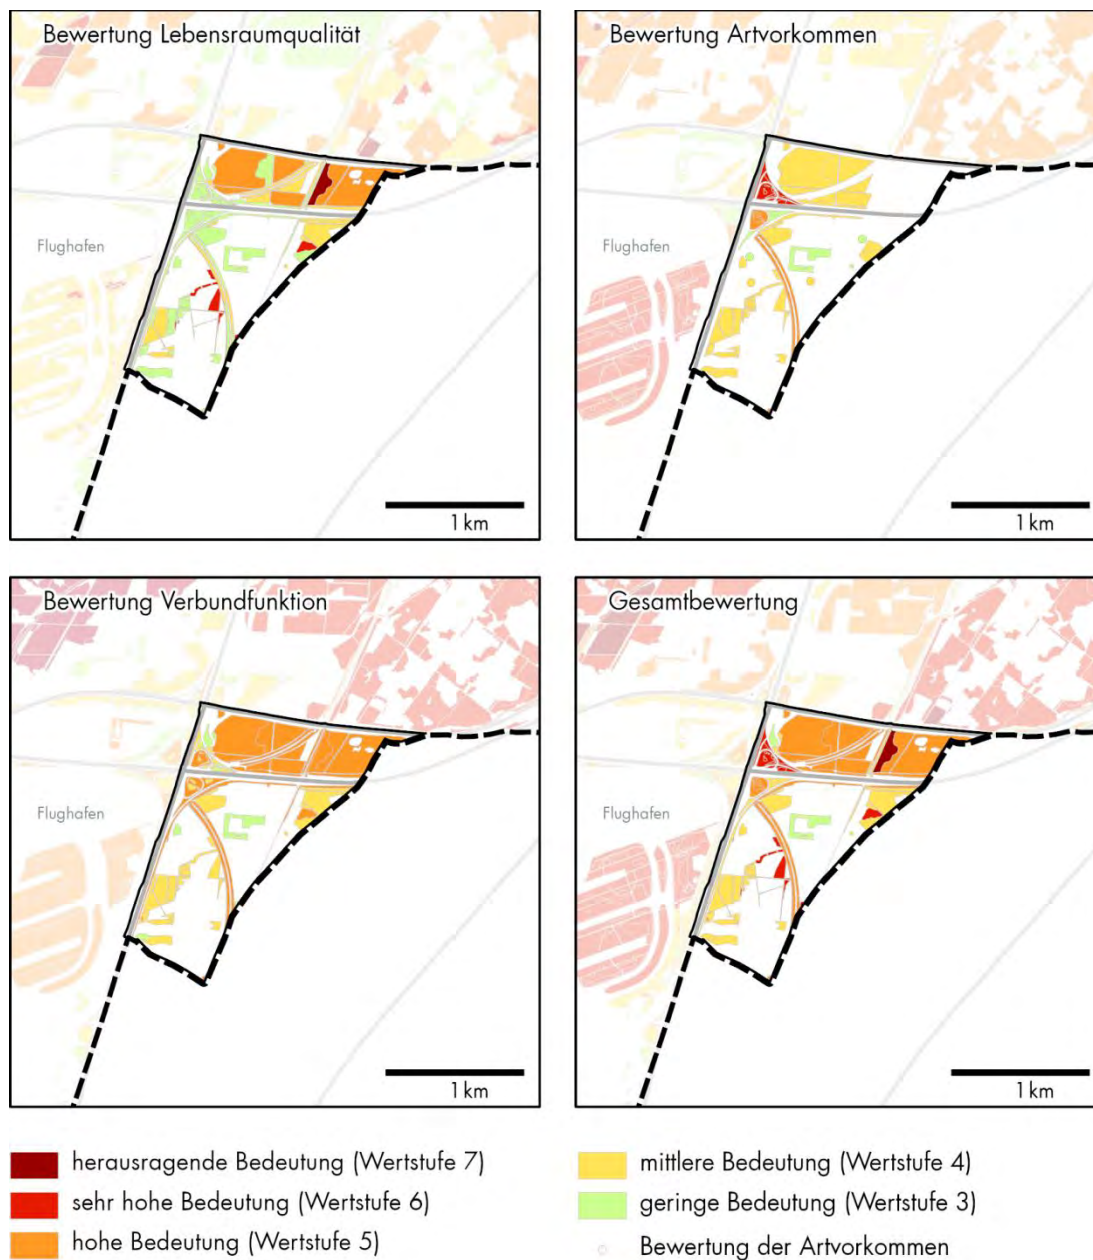 Bewertung Lebensraumqualität
Flughafen
1 km
Bewertung Artvorkommen
Flughafen
1 km
Bewertung Verbundfunktion
Flughafen
1 km
Gesamtbewertung
Flughafen
1 km
herausragende Bedeutung (Wertstufe 7)
sehr hohe Bedeutung (Wertstufe 6)
hohe Bedeutung (Wertstufe 5)
mittlere Bedeutung (Wertstufe 4)
geringe Bedeutung (Wertstufe 3)
Bewertung der Artvorkommen